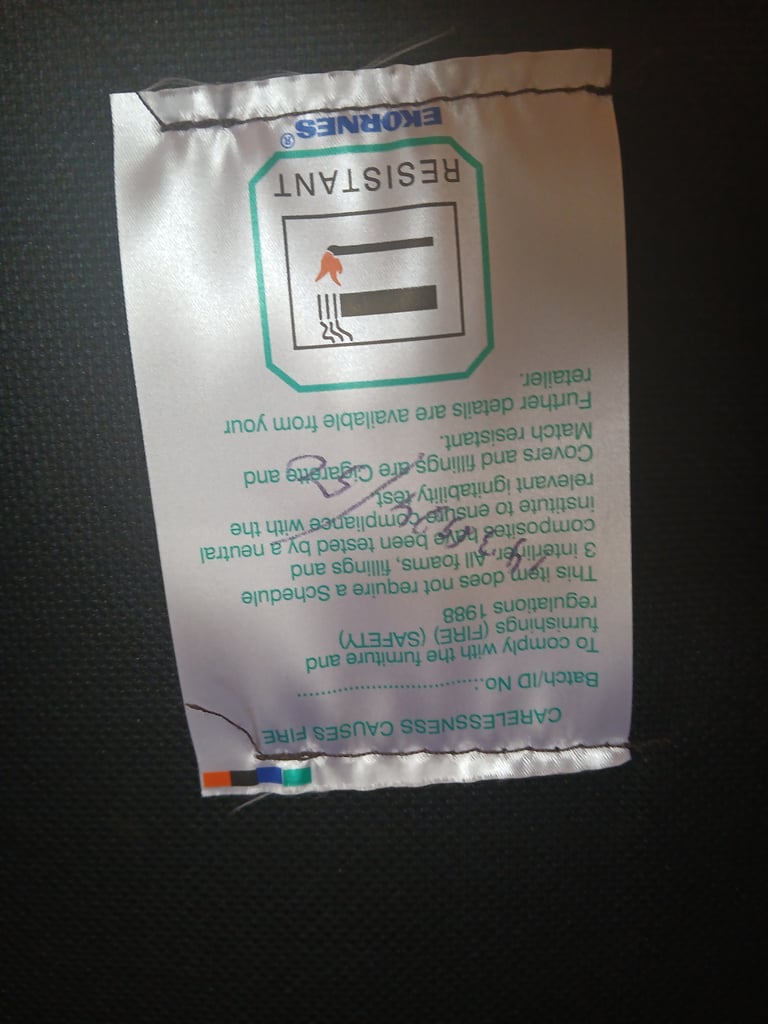 CARELESSNESS CAUSES FIRE
Batch/ID No:
To comply with the furniture and
furnishings (FIRE) (SAFETY)
regulations 1988
This item does not require a Schedule
3 interliner. All foams, fillings and
composites have been tested by a neutral
institute to ensure compliance with the
relevant ignitability test
Covers and fillings are Cigarette and
Match resistant.
Further details are available from your
retailer.
RESISTANT
EKORNES®